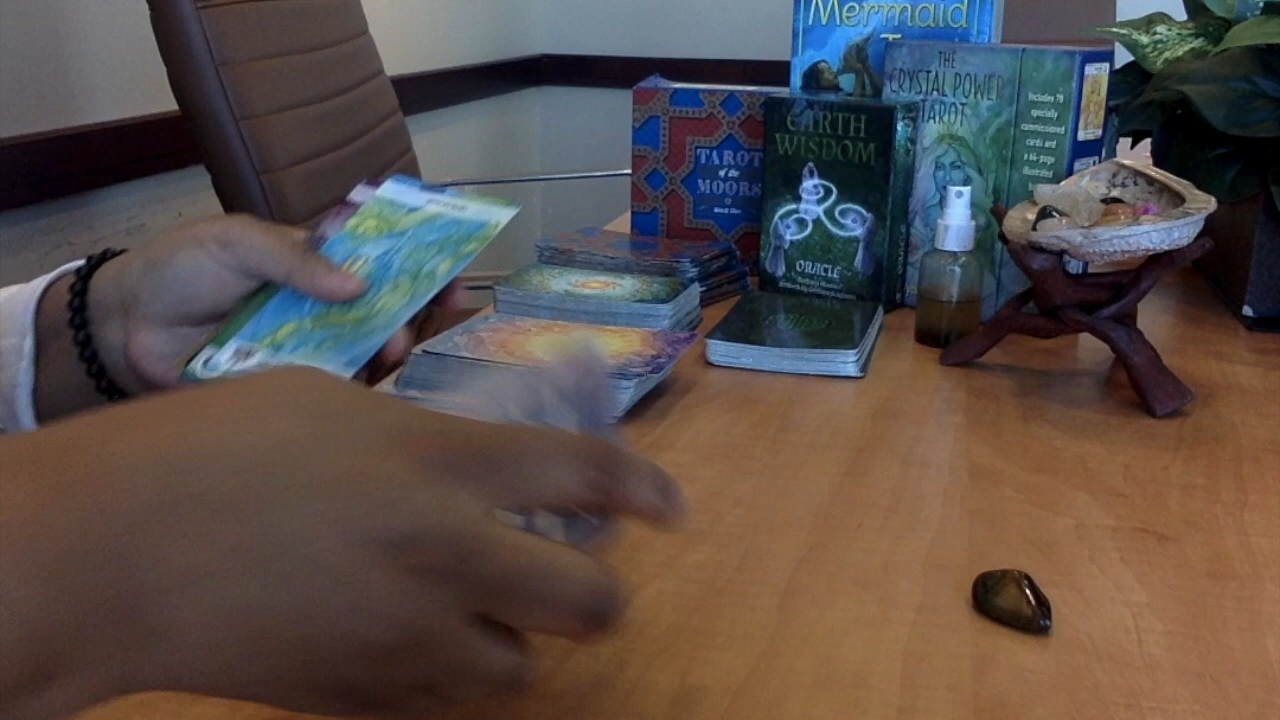 Mermaid
THE
CRYSTAL POWER
TAROT
Includes 78
specially
commissioned
cards and
a 64-page
illustrated
TAROT
of the
MOORS
EARTH
WISDOM
ORACLE